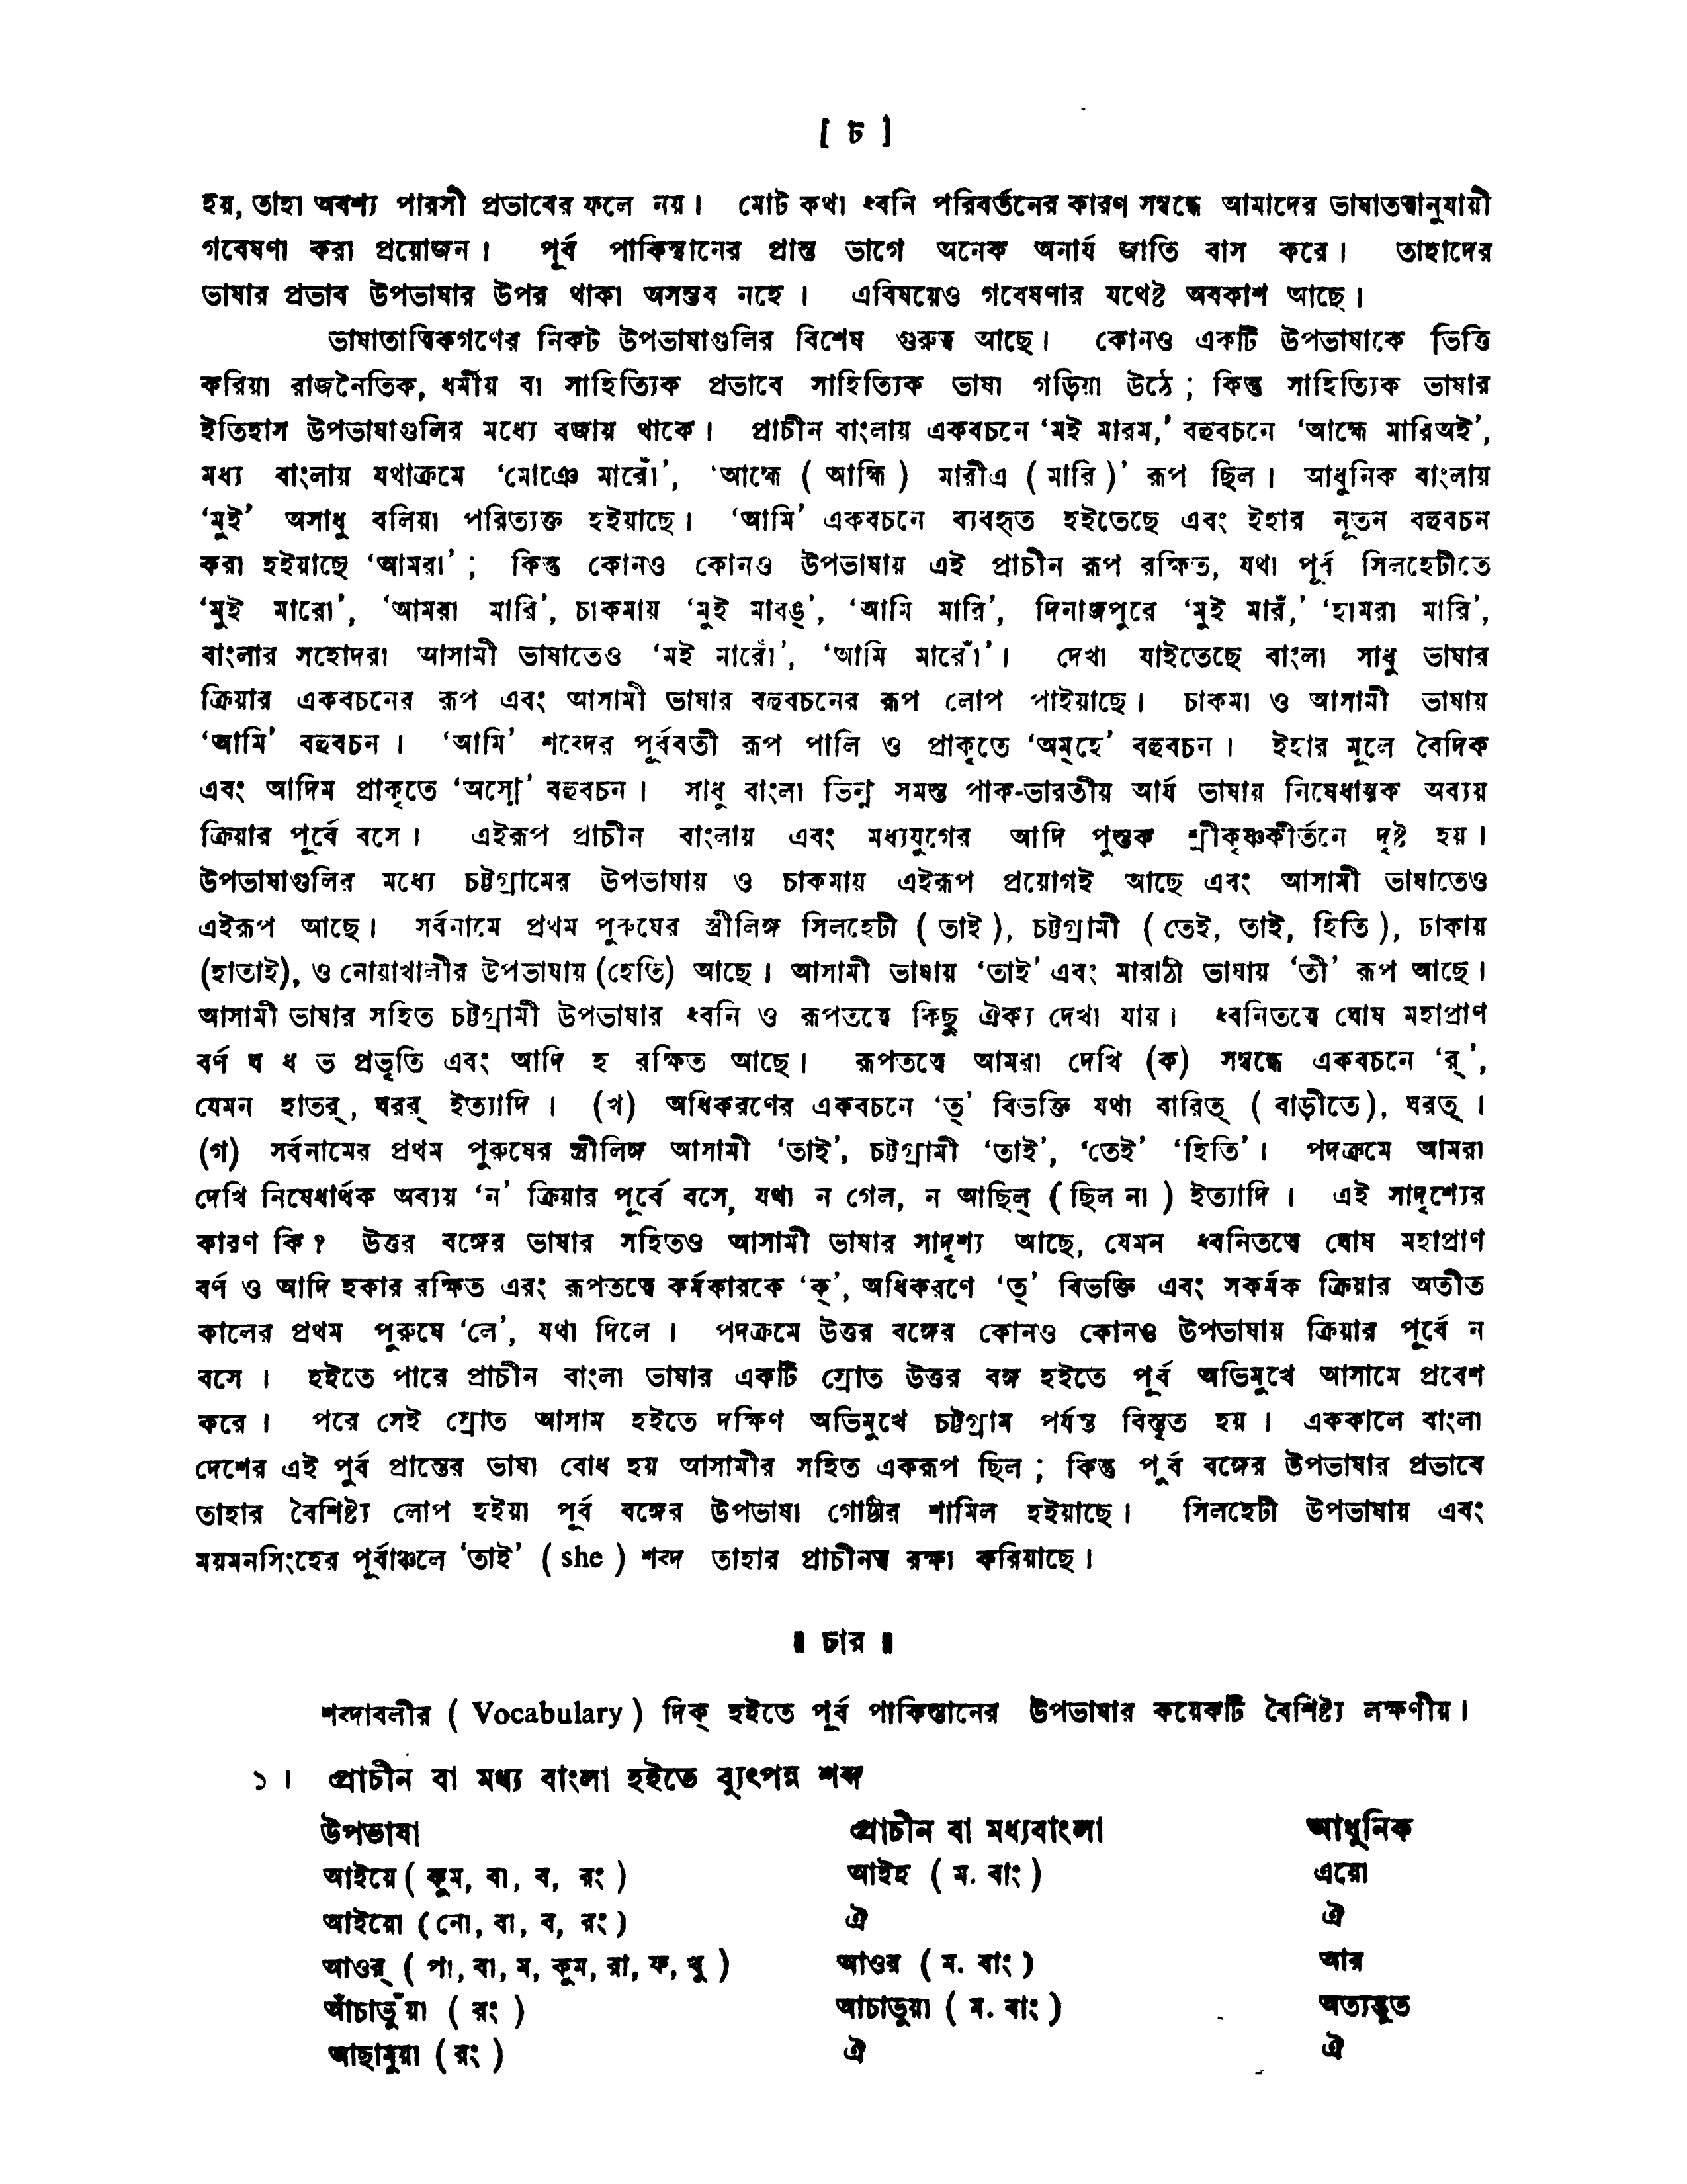 [ চ ]
হয়, তাহা অবশ্য পারসী প্রভাবের ফলে নয়। মোট কথা ধ্বনি পরিবর্তনের কারণ সম্বন্ধে আমাদের ভাষাতত্ত্বানুযায়ী
গবেষণা করা প্রয়োজন। পূর্ব পাকিস্থানের প্রান্ত ভাগে অনেক অনার্য জাতি বাস করে। তাহাদের
ভাষার প্রভাব উপভাষার উপর থাকা অসম্ভব নহে। এবিষয়েও গবেষণার যথেষ্ট অবকাশ আছে।
ভাষাতাত্ত্বিকগণের নিকট উপভাষাগুলির বিশেষ গুরুত্ব আছে। কোনও একটি উপভাষাকে ভিত্তি
করিয়া রাজনৈতিক, ধর্মীয় বা সাহিত্যিক প্রভাবে সাহিত্যিক ভাষা গড়িয়া উঠে; কিন্তু সাহিত্যিক ভাষার
ইতিহাস উপভাষাগুলির মধ্যে বজায় থাকে। প্রাচীন বাংলায় একবচনে ‘মই মারম,’ বহুবচনে ‘আহ্মে মারিঅই’,
মধ্য বাংলায় যথাক্রমে ‘মোঞে মারোঁ’, ‘আহ্মে ( আহ্মি ) মারীএ ( মারি )’ রূপ ছিল। আধুনিক বাংলায়
‘মুই’ অসাধু বলিয়া পরিত্যক্ত হইয়াছে। ‘আমি’ একবচনে ব্যবহৃত হইতেছে এবং ইহার নূতন বহুবচন
করা হইয়াছে ‘আমরা’; কিন্তু কোনও কোনও উপভাষায় এই প্রাচীন রূপ রক্ষিত, যথা পূর্ব সিলহেটীতে
‘মুই মারো’, ‘আমরা মারি’, চাকমায় ‘মুই মাবঙ্’, ‘আমি মারি’, দিনাজপুরে ‘মুই মারঁ,’ ‘হামরা মারি’,
বাংলার সহোদরা আসামী ভাষাতেও ‘মই মারোঁ’, ‘আমি মারোঁ’। দেখা যাইতেছে বাংলা সাধু ভাষার
ক্রিয়ার একবচনের রূপ এবং আসামী ভাষার বহুবচনের রূপ লোপ পাইয়াছে। চাকমা ও আসামী ভাষায়
‘আমি’ বহুবচন। ‘আমি’ শব্দের পূর্ববর্তী রূপ পালি ও প্রাকৃতে ‘অম্‌হে’ বহুবচন। ইহার মূলে বৈদিক
এবং আদিম প্রাকৃতে ‘অস্মে’ বহুবচন। সাধু বাংলা ভিন্ন সমস্ত পাক-ভারতীয় আর্য ভাষায় নিষেধাত্মক অব্যয়
ক্রিয়ার পূর্বে বসে। এইরূপ প্রাচীন বাংলায় এবং মধ্যযুগের আদি পুস্তক শ্রীকৃষ্ণকীর্তনে দৃষ্ট হয়।
উপভাষাগুলির মধ্যে চট্টগ্রামের উপভাষায় ও চাকমায় এইরূপ প্রয়োগই আছে এবং আসামী ভাষাতেও
এইরূপ আছে। সর্বনামে প্রথম পুরুষের স্ত্রীলিঙ্গ সিলহেটী ( তাই ), চট্টগ্রামী ( তেই, তাই, হিতি ), ঢাকায়
(হাতাই), ও নোয়াখালীর উপভাষায় (হেতি) আছে। আসামী ভাষায় ‘তাই’ এবং মারাঠী ভাষায় ‘তী’ রূপ আছে।
আসামী ভাষার সহিত চট্টগ্রামী উপভাষার ধ্বনি ও রূপতত্ত্বে কিছু ঐক্য দেখা যায়। ধ্বনিতত্ত্বে ঘোষ মহাপ্রাণ
বর্ণ ঘ ধ ভ প্রভৃতি এবং আদি হ রক্ষিত আছে। রূপতত্ত্বে আমরা দেখি (ক) সম্বন্ধে একবচনে ‘র্’,
যেমন হাতর্, ঘরর্ ইত্যাদি। (খ) অধিকরণের একবচনে ‘ত্’ বিভক্তি যথা বারিত্ ( বাড়ীতে ), ঘরত্।
(গ) সর্বনামের প্রথম পুরুষের স্ত্রীলিঙ্গ আসামী ‘তাই’, চট্টগ্রামী ‘তাই’, ‘তেই’ ‘হিতি’। পদক্রমে আমরা
দেখি নিষেধার্থক অব্যয় ‘ন’ ক্রিয়ার পূর্বে বসে, যথা ন গেল, ন আছিল্ ( ছিল না ) ইত্যাদি। এই সাদৃশ্যের
কারণ কি? উত্তর বঙ্গের ভাষার সহিতও আসামী ভাষার সাদৃশ্য আছে, যেমন ধ্বনিতত্ত্বে ঘোষ মহাপ্রাণ
বর্ণ ও আদি হকার রক্ষিত এবং রূপতত্ত্বে কর্মকারকে ‘ক্’, অধিকরণে ‘ত্’ বিভক্তি এবং সকর্মক ক্রিয়ার অতীত
কালের প্রথম পুরুষে ‘লে’, যথা দিলে। পদক্রমে উত্তর বঙ্গের কোনও কোনও উপভাষায় ক্রিয়ার পূর্বে ন
বসে। হইতে পারে প্রাচীন বাংলা ভাষার একটি স্রোত উত্তর বঙ্গ হইতে পূর্ব অভিমুখে আসামে প্রবেশ
করে। পরে সেই স্রোত আসাম হইতে দক্ষিণ অভিমুখে চট্টগ্রাম পর্যন্ত বিস্তৃত হয়। এককালে বাংলা
দেশের এই পূর্ব প্রান্তের ভাষা বোধ হয় আসামীর সহিত একরূপ ছিল; কিন্তু পূর্ব বঙ্গের উপভাষার প্রভাবে
তাহার বৈশিষ্ট্য লোপ হইয়া পূর্ব বঙ্গের উপভাষা গোষ্ঠীর শামিল হইয়াছে। সিলহেটী উপভাষায় এবং
ময়মনসিংহের পূর্বাঞ্চলে ‘তাই’ ( she ) শব্দ তাহার প্রাচীনত্ব রক্ষা করিয়াছে।
॥ চার ॥
শব্দাবলীর ( Vocabulary ) দিক্ হইতে পূর্ব পাকিস্তানের উপভাষার কয়েকটি বৈশিষ্ট্য লক্ষণীয়।
১। প্রাচীন বা মধ্য বাংলা হইতে ব্যুৎপন্ন শব্দ
উপভাষা প্রাচীন বা মধ্যবাংলা আধুনিক
আইয়ে ( কুম, বা, ব, রং ) আইহ ( ম. বাং ) এয়ো
আইয়ো ( নো, বা, ব, রং ) ঐ ঐ
আওর্ ( পা, বা, ম, কুম, রা, ফ, খু ) আওর ( ম. বাং ) আর
আঁচাভুঁয়া ( রং ) আচাভুয়া ( ম. বাং ) অত্যদ্ভুত
আছামুয়া ( রং ) ঐ ঐ